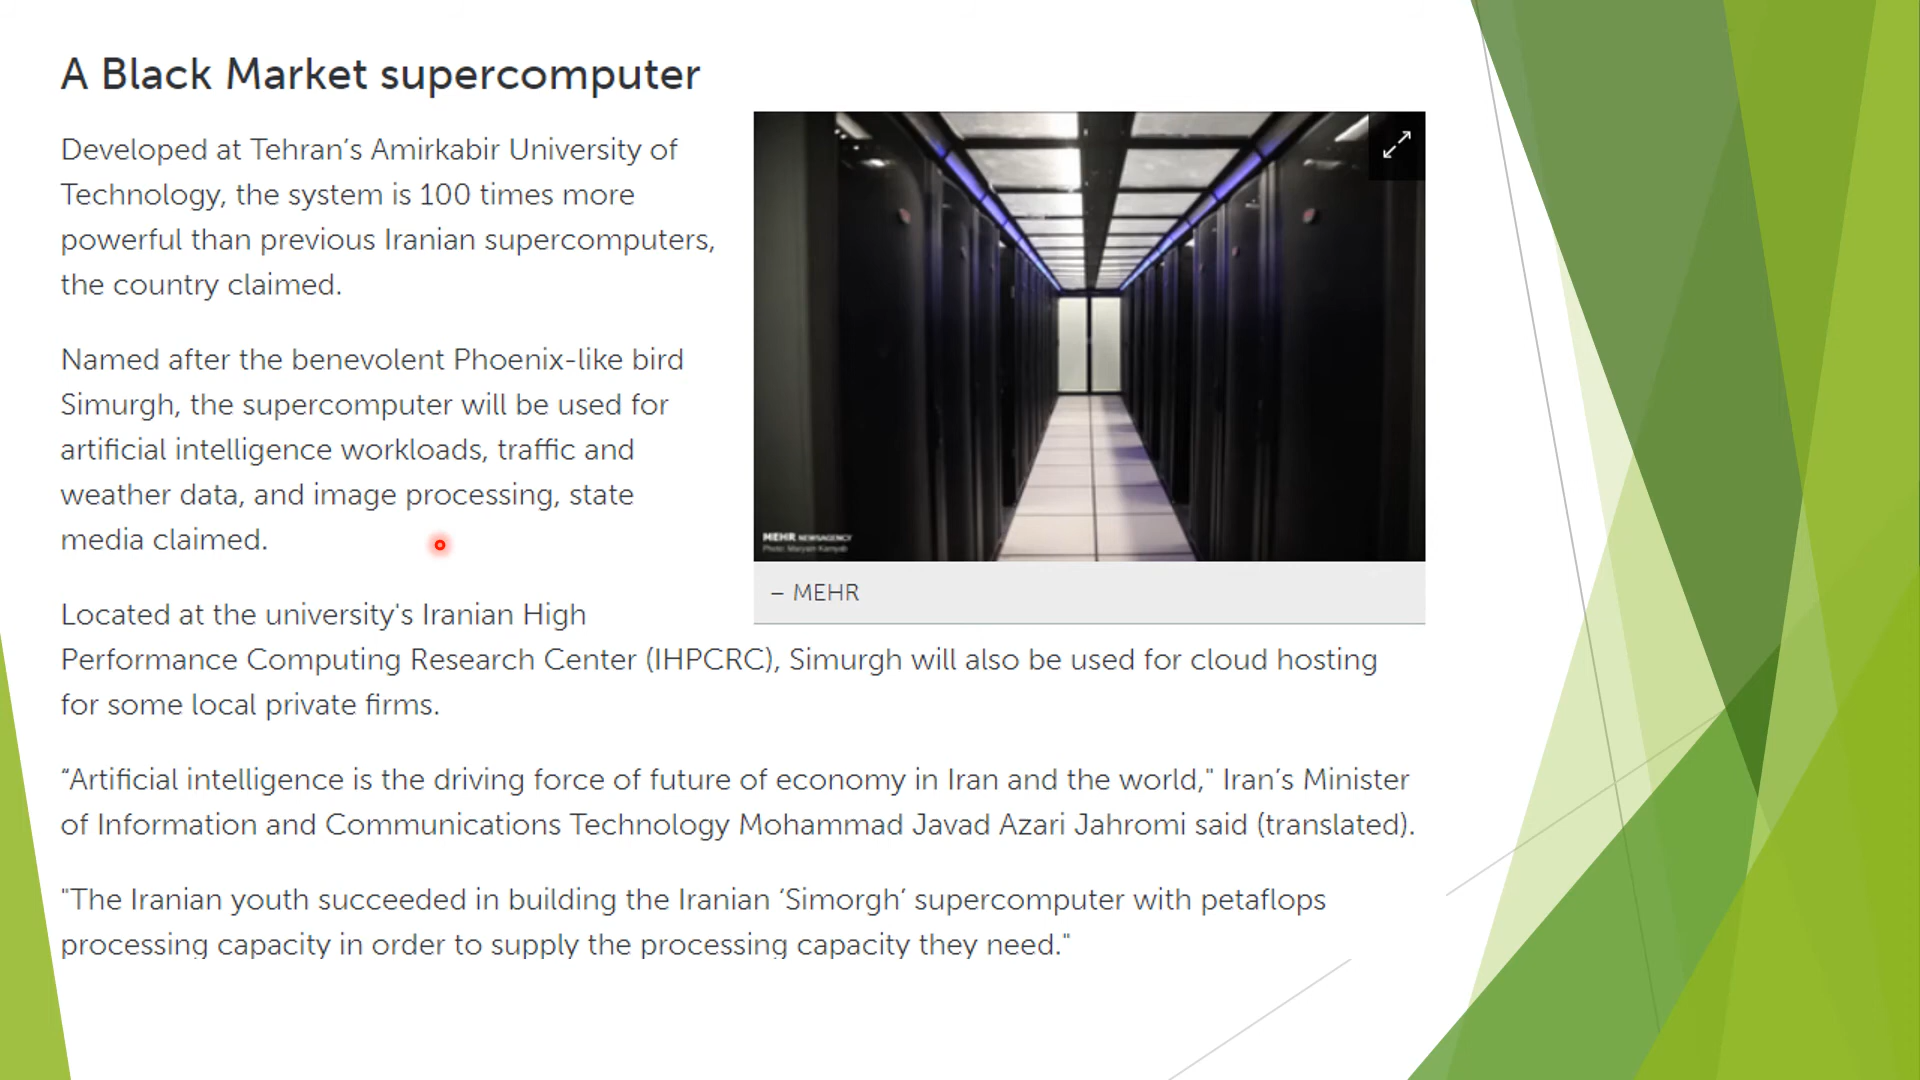 A Black Market supercomputer
Developed at Tehran’s Amirkabir University of
Technology, the system is 100 times more
powerful than previous Iranian supercomputers,
the country claimed.
Named after the benevolent Phoenix-like bird
Simurgh, the supercomputer will be used for
artificial intelligence workloads, traffic and
weather data, and image processing, state
media claimed.
MEHR NEWSAGENCY
Photo: Maryam Kamyab
– MEHR
Located at the university's Iranian High
Performance Computing Research Center (IHPCRC), Simurgh will also be used for cloud hosting
for some local private firms.
“Artificial intelligence is the driving force of future of economy in Iran and the world," Iran’s Minister
of Information and Communications Technology Mohammad Javad Azari Jahromi said (translated).
"The Iranian youth succeeded in building the Iranian ‘Simorgh’ supercomputer with petaflops
processing capacity in order to supply the processing capacity they need."